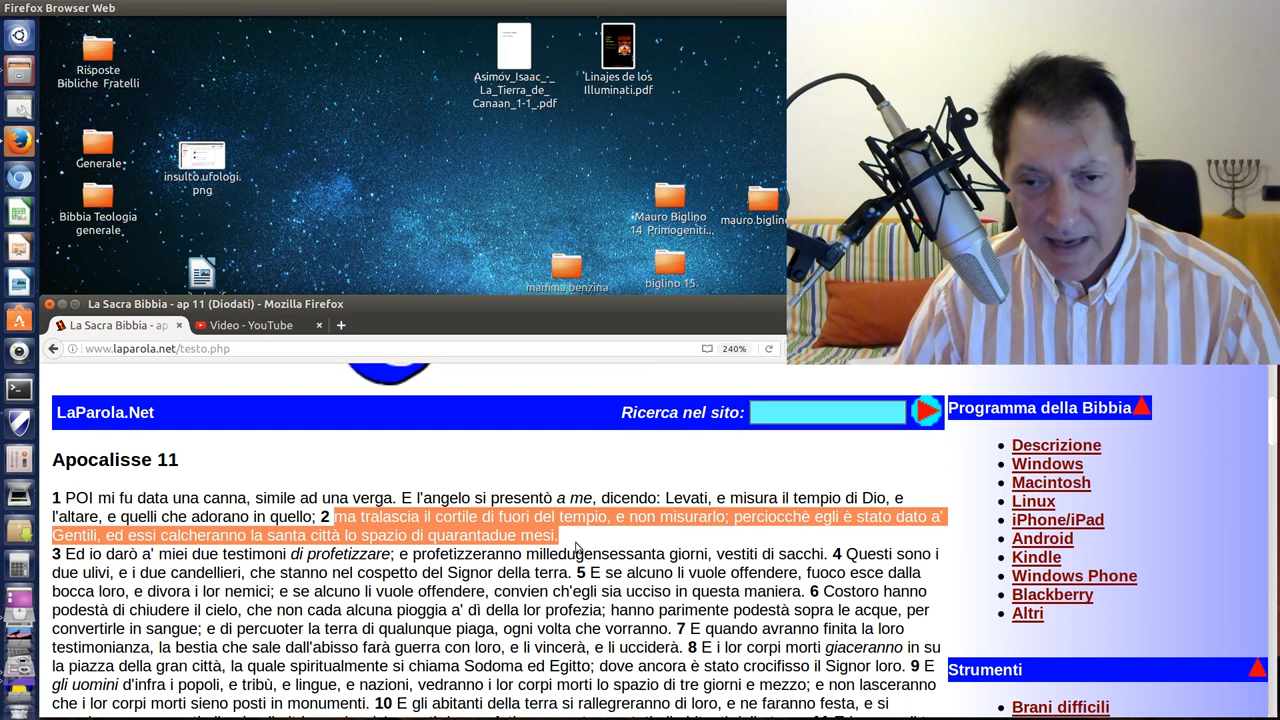 Firefox Browser Web
Risposte
Bibliche Fratelli
Asimov_Isaac_-_
La_Tierra_de_
Canaan_1-1_.pdf
Linajes de los
Illuminati.pdf
Generale
insulto.ufologi.
png
Bibbia Teologia
generale
Mauro Biglino
14 Primogeniti...
mauro.biglino
mamma benzina
biglino 15.
La Sacra Bibbia - ap 11 (Diodati) - Mozilla Firefox
La Sacra Bibbia - ap
Video - YouTube
www.laparola.net/testo.php
240%
LaParola.Net
Ricerca nel sito:
Apocalisse 11
1 POI mi fu data una canna, simile ad una verga. E l'angelo si presentò a me, dicendo: Levati, e misura il tempio di Dio, e
l'altare, e quelli che adorano in quello; 2 ma tralascia il cortile di fuori del tempio, e non misurarlo; perciocchè egli è stato dato a'
Gentili, ed essi calcheranno la santa città lo spazio di quarantadue mesi.
3 Ed io darò a' miei due testimoni di profetizzare; e profetizzeranno milledugensessanta giorni, vestiti di sacchi. 4 Questi sono i
due ulivi, e i due candellieri, che stanno nel cospetto del Signor della terra. 5 E se alcuno li vuole offendere, fuoco esce dalla
bocca loro, e divora i lor nemici; e se alcuno li vuole offendere, convien ch'egli sia ucciso in questa maniera. 6 Costoro hanno
podestà di chiudere il cielo, che non cada alcuna pioggia a' dì della lor profezia; hanno parimente podestà sopra le acque, per
convertirle in sangue; e di percuoter la terra di qualunque piaga, ogni volta che vorranno. 7 E quando avranno finita la loro
testimonianza, la bestia che sale dall'abisso farà guerra con loro, e li vincerà, e li ucciderà. 8 E i lor corpi morti giaceranno in su
la piazza della gran città, la quale spiritualmente si chiama Sodoma ed Egitto; dove ancora è stato crocifisso il Signor loro. 9 E
gli uomini d'infra i popoli, e tribù, e lingue, e nazioni, vedranno i lor corpi morti lo spazio di tre giorni e mezzo; e non lasceranno
che i lor corpi morti sieno posti in monumenti. 10 E gli abitanti della terra si rallegreranno di loro, e ne faranno festa, e si
Programma della Bibbia
Descrizione
Windows
Macintosh
Linux
iPhone/iPad
Android
Kindle
Windows Phone
Blackberry
Altri
Strumenti
Brani difficili